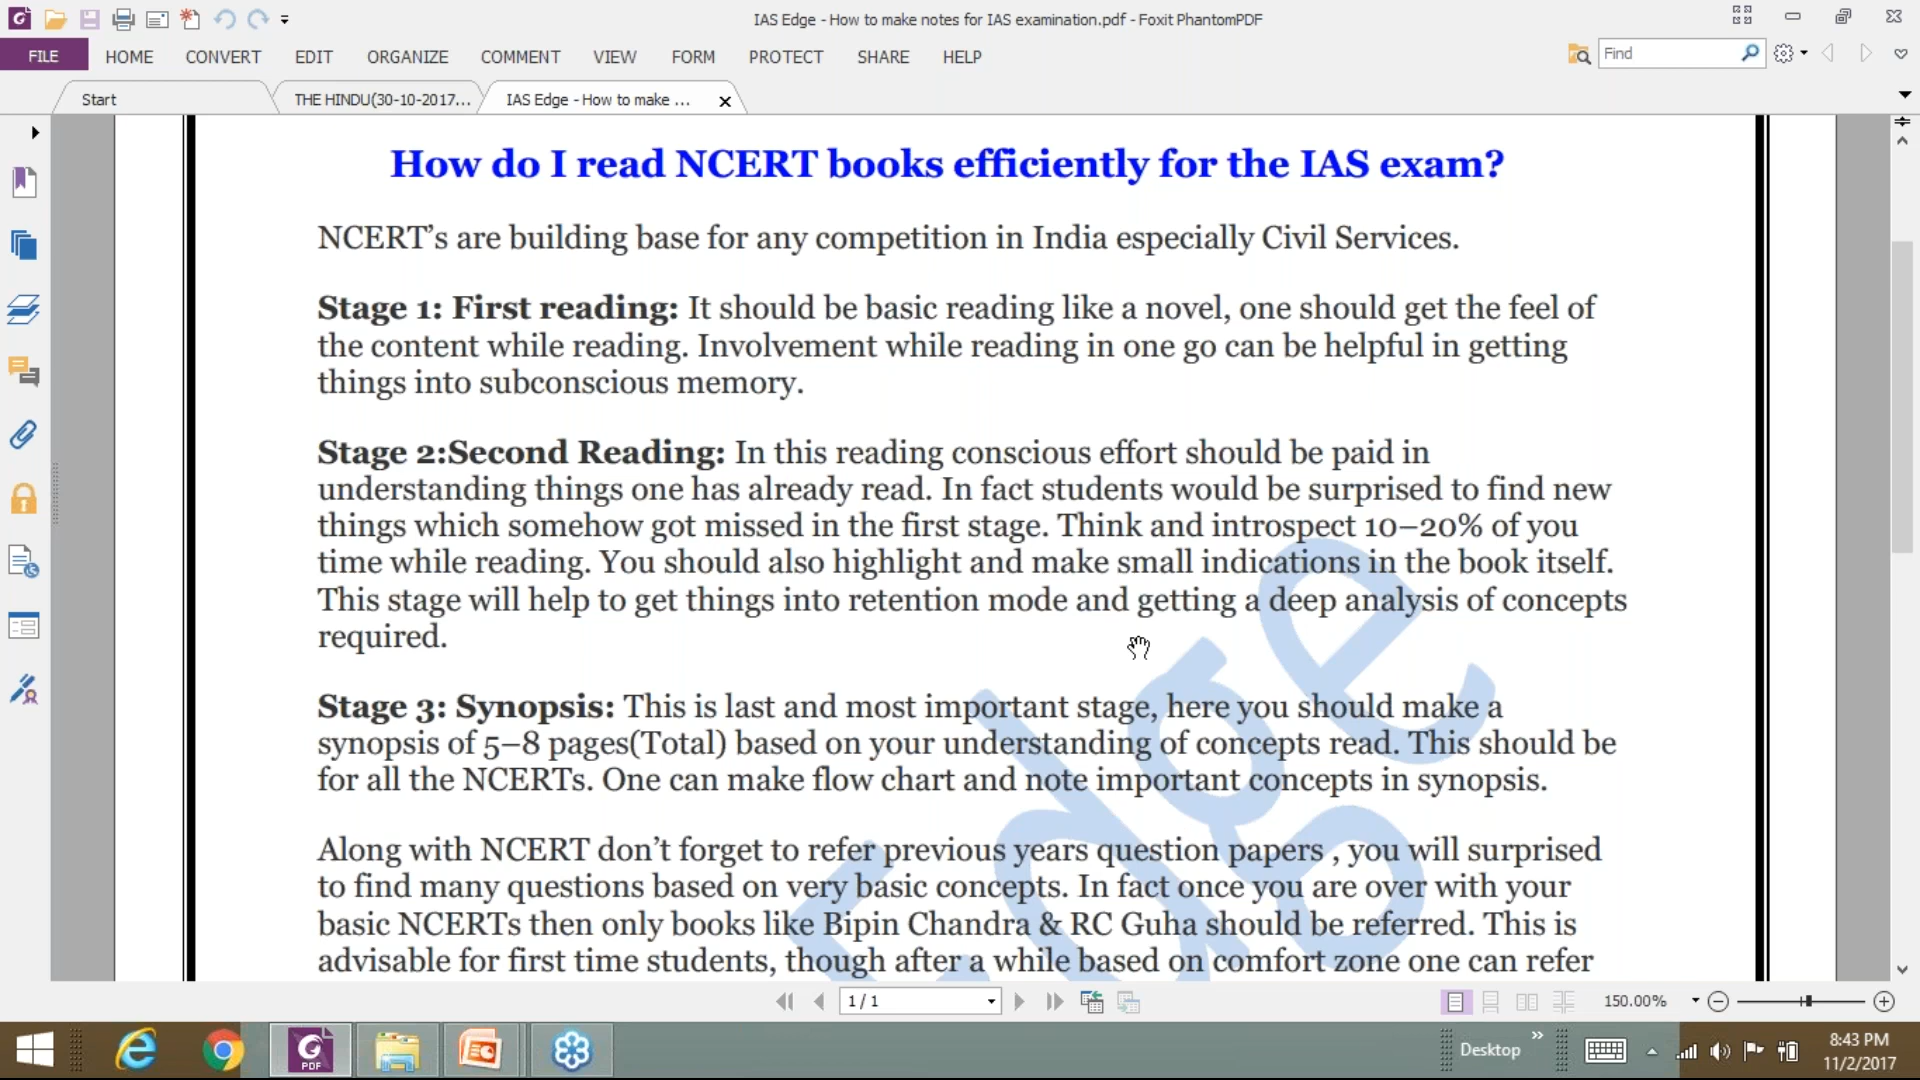 IAS Edge - How to make notes for IAS examination.pdf - Foxit PhantomPDF
FILE HOME CONVERT EDIT ORGANIZE COMMENT VIEW FORM PROTECT SHARE HELP
Find
Start
THE HINDU(30-10-2017...
IAS Edge - How to make ...
How do I read NCERT books efficiently for the IAS exam?
NCERT’s are building base for any competition in India especially Civil Services.
Stage 1: First reading: It should be basic reading like a novel, one should get the feel of
the content while reading. Involvement while reading in one go can be helpful in getting
things into subconscious memory.
Stage 2:Second Reading: In this reading conscious effort should be paid in
understanding things one has already read. In fact students would be surprised to find new
things which somehow got missed in the first stage. Think and introspect 10–20% of you
time while reading. You should also highlight and make small indications in the book itself.
This stage will help to get things into retention mode and getting a deep analysis of concepts
required.
Stage 3: Synopsis: This is last and most important stage, here you should make a
synopsis of 5–8 pages(Total) based on your understanding of concepts read. This should be
for all the NCERTs. One can make flow chart and note important concepts in synopsis.
Along with NCERT don’t forget to refer previous years question papers , you will surprised
to find many questions based on very basic concepts. In fact once you are over with your
basic NCERTs then only books like Bipin Chandra & RC Guha should be referred. This is
advisable for first time students, though after a while based on comfort zone one can refer
Edge
1 / 1
150.00%
PDF
Desktop
8:43 PM
11/2/2017